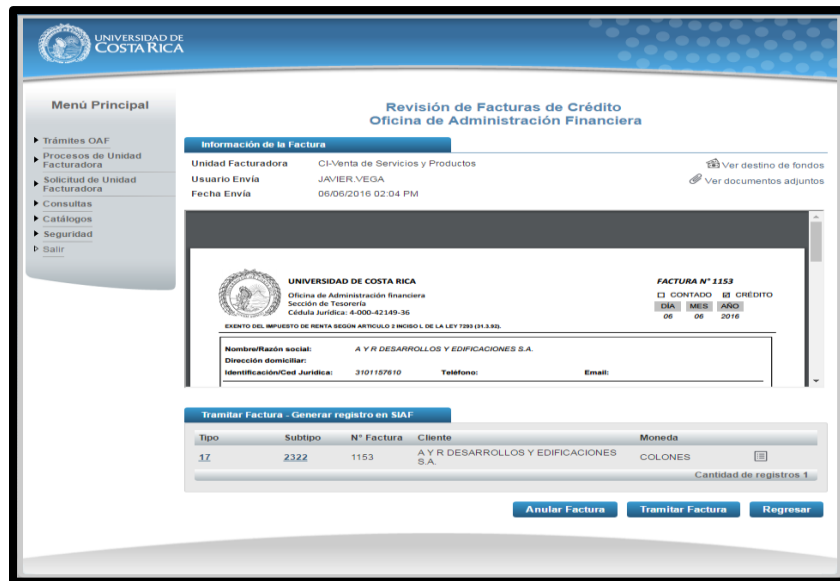 UNIVERSIDAD DE
COSTA RICA
Menú Principal
Trámites OAF
Procesos de Unidad
Facturadora
Solicitud de Unidad
Facturadora
Consultas
Catálogos
Seguridad
Salir
Revisión de Facturas de Crédito
Oficina de Administración Financiera
Información de la Factura
Unidad Facturadora CI-Venta de Servicios y Productos
Ver destino de fondos
Usuario Envía JAVIER.VEGA
Ver documentos adjuntos
Fecha Envía 06/06/2016 02:04 PM
UNIVERSIDAD DE COSTA RICA
Oficina de Administración financiera
Sección de Tesorería
Cédula Jurídica: 4-000-42149-36
EXENTO DEL IMPUESTO DE RENTA SEGÚN ARTICULO 2 INCISO L DE LA LEY 7293 (31.3.92).
FACTURA N° 1153
CONTADO CRÉDITO
DÍA MES AÑO
06 06 2016
Nombre/Razón social: A Y R DESARROLLOS Y EDIFICACIONES S.A.
Dirección domiciliar:
Identificación/Ced Juridica: 3101157610 Teléfono: Email:
Tramitar Factura - Generar registro en SIAF
Tipo Subtipo N° Factura Cliente Moneda
17 2322 1153 A Y R DESARROLLOS Y EDIFICACIONES S.A. COLONES
Cantidad de registros 1
Anular Factura Tramitar Factura Regresar